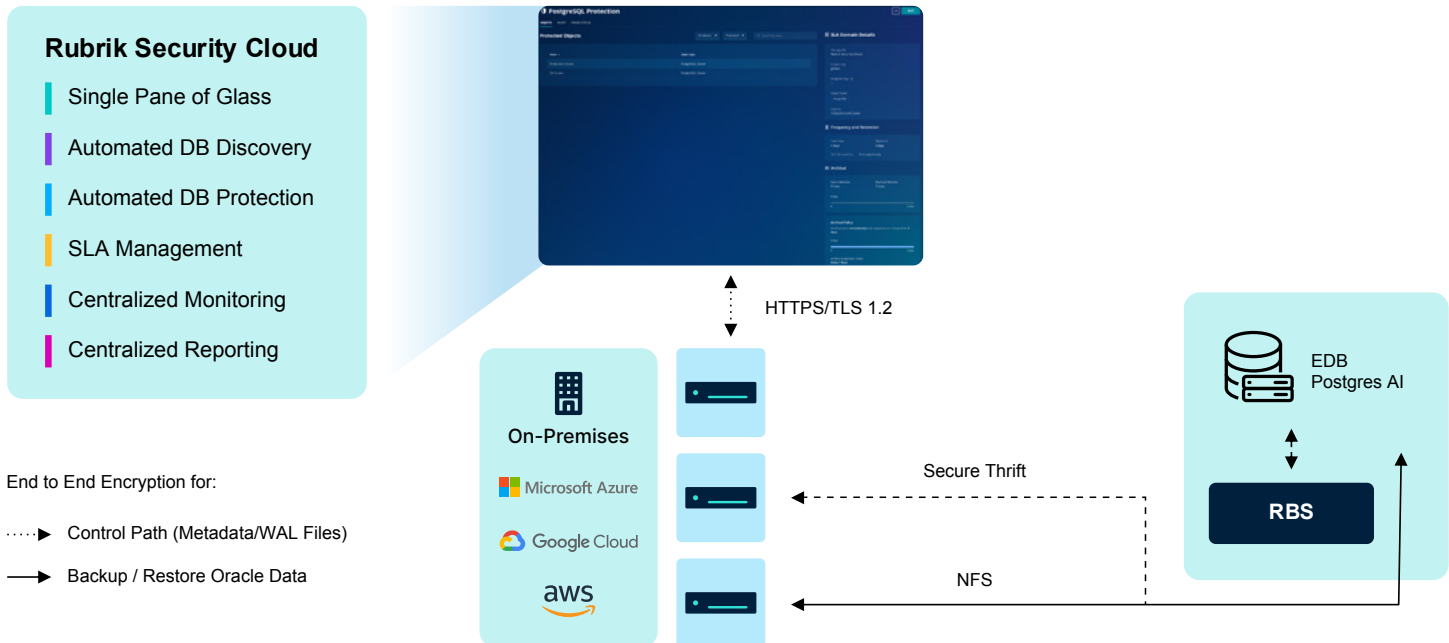 Rubrik Security Cloud
Single Pane of Glass
Automated DB Discovery
Automated DB Protection
SLA Management
Centralized Monitoring
Centralized Reporting
PostgreSQL Protection
Protected Objects
SLA Domain Details
Frequency and Retention
Archival
HTTPS/TLS 1.2
On-Premises
Microsoft Azure
Google Cloud
aws
End to End Encryption for:
Control Path (Metadata/WAL Files)
Backup / Restore Oracle Data
Secure Thrift
NFS
EDB
Postgres AI
RBS